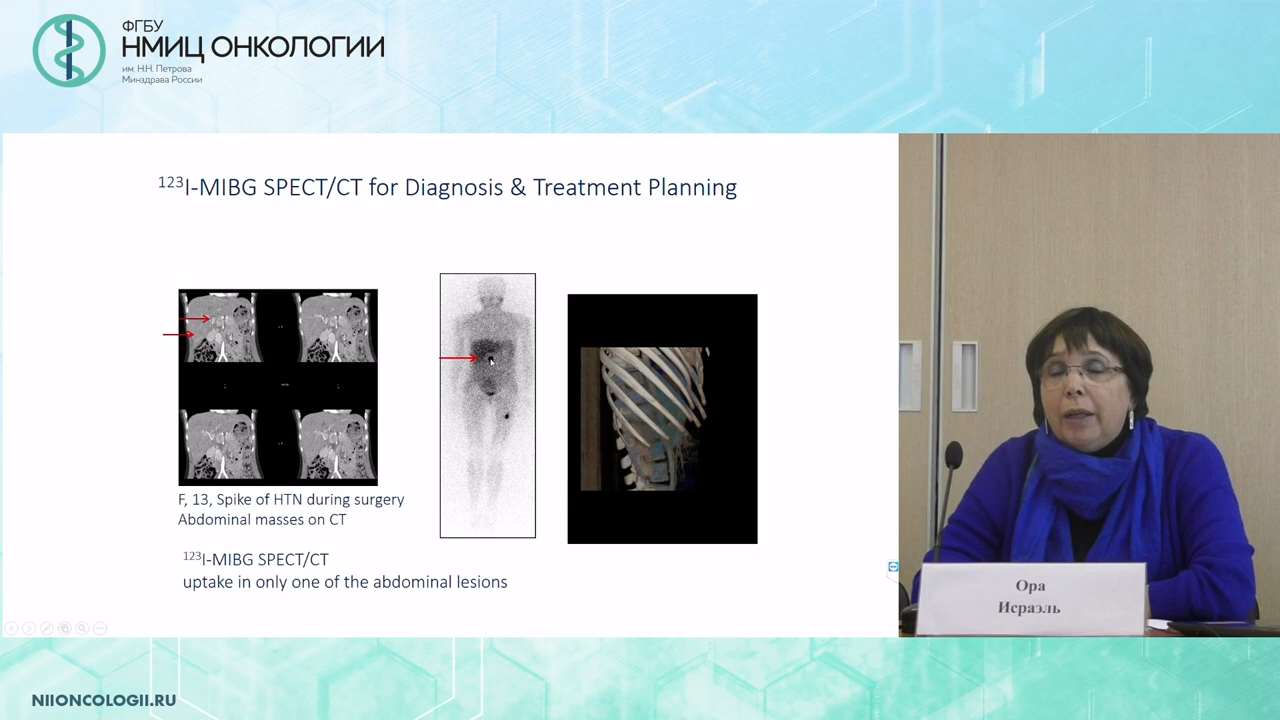 ФГБУ
НМИЦ ОНКОЛОГИИ
им. Н.Н. Петрова
Минздрава России
123I-MIBG SPECT/CT for Diagnosis & Treatment Planning
F, 13, Spike of HTN during surgery
Abdominal masses on CT
123I-MIBG SPECT/CT
uptake in only one of the abdominal lesions
Ора
Исраэль
NIIONCOLOGII.RU